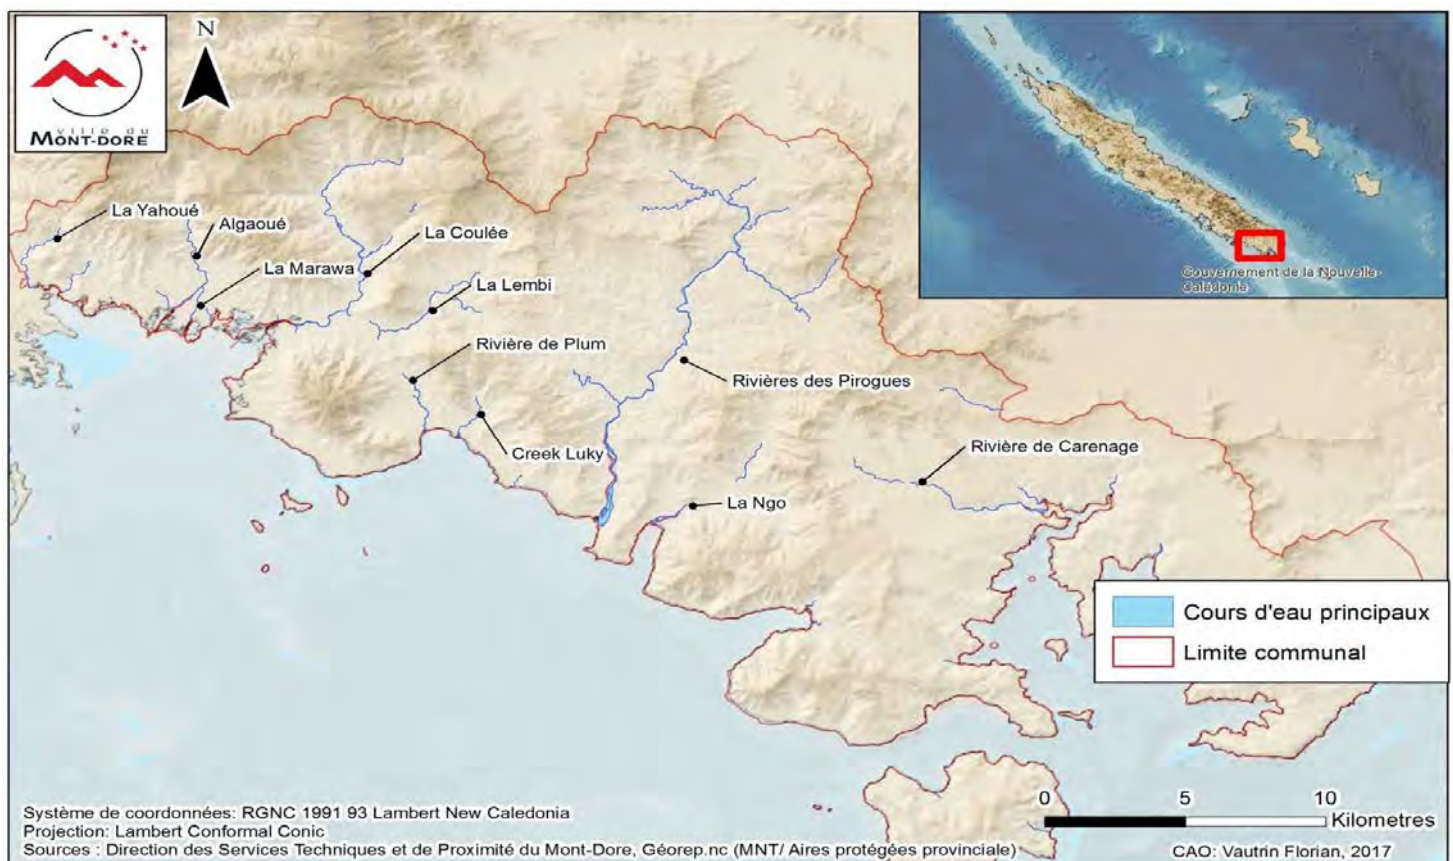 N
ville du
MONT-DORE
La Yahoué
Algaoué
La Marawa
La Coulée
La Lembi
Rivière de Plum
Creek Luky
Rivières des Pirogues
La Ngo
Rivière de Carenage
Gouvernement de la Nouvelle-
Calédonie
Cours d'eau principaux
Limite communal
0 5 10
Kilometres
Système de coordonnées: RGNC 1991 93 Lambert New Caledonia
Projection: Lambert Conformal Conic
Sources : Direction des Services Techniques et de Proximité du Mont-Dore, Géorep.nc (MNT/ Aires protégées provinciale)
CAO: Vautrin Florian, 2017